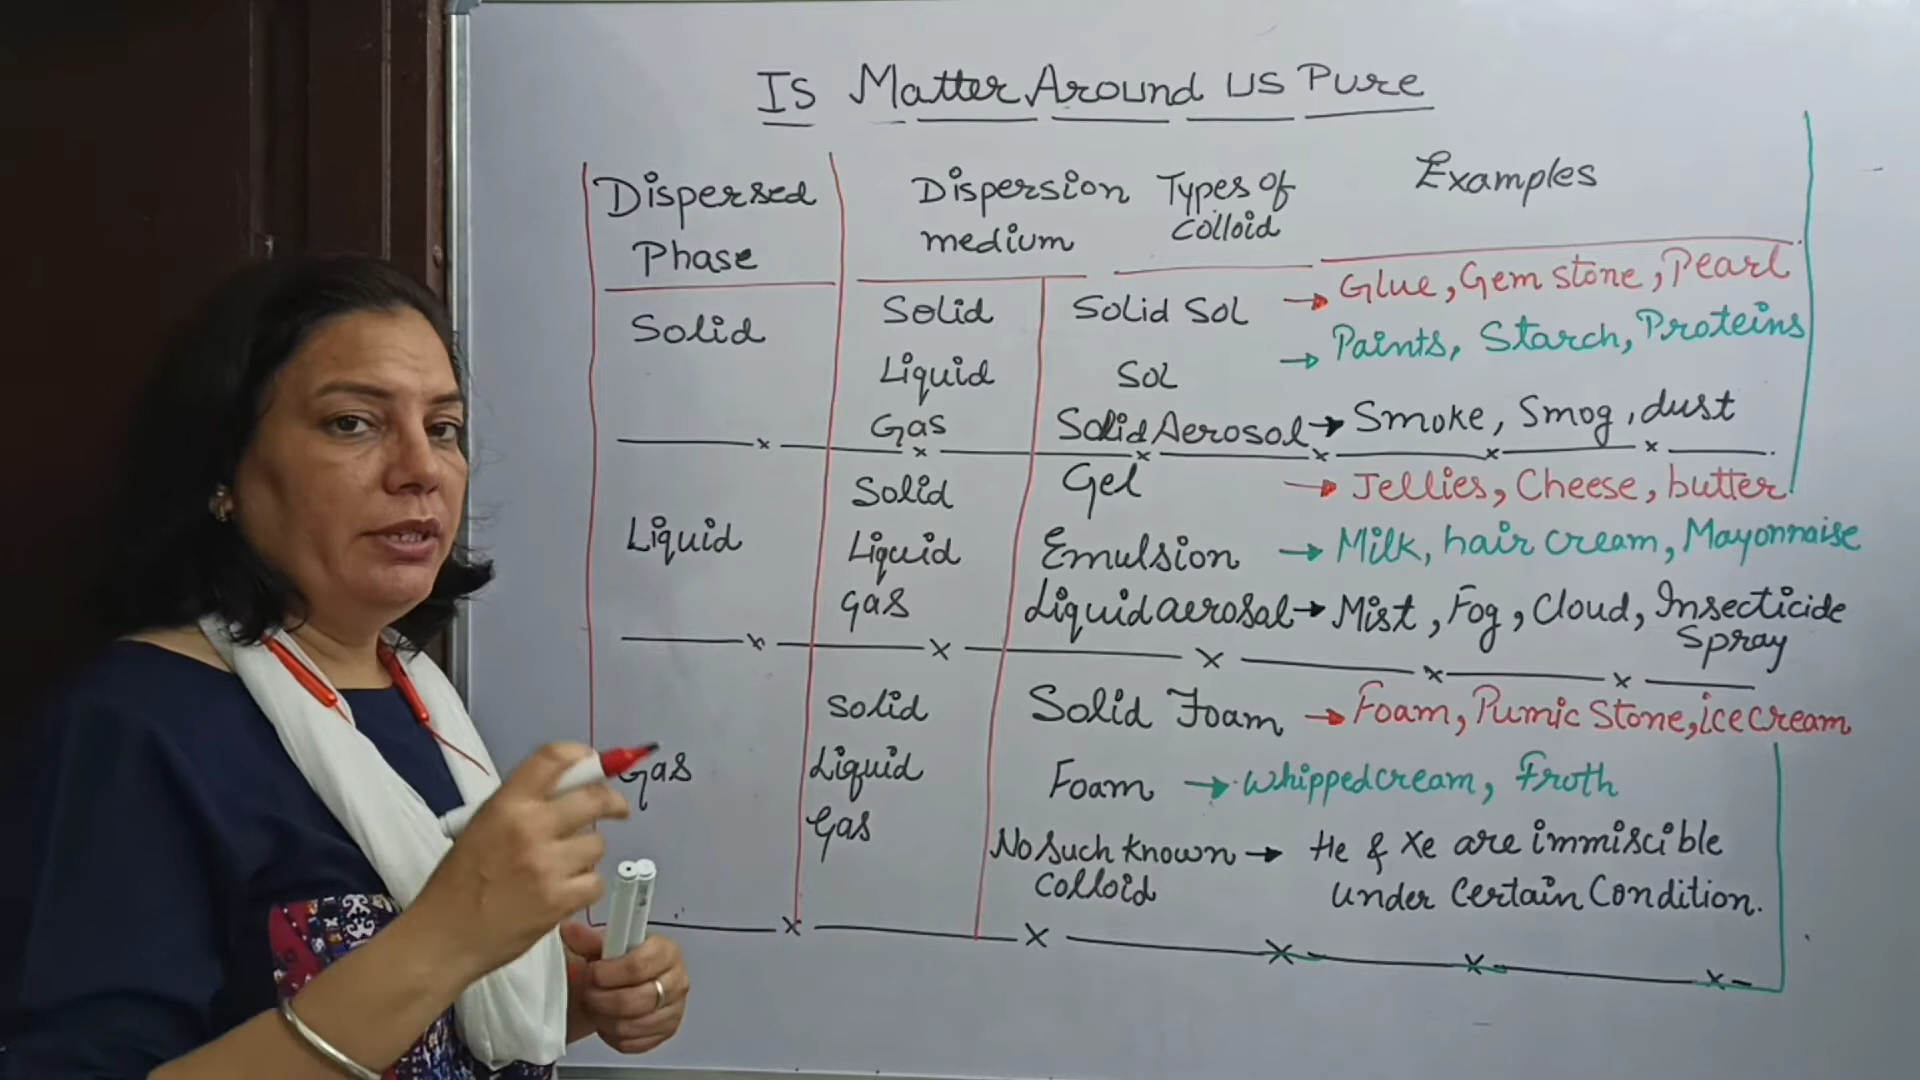 Is Matter Around us Pure
Dispersed Phase
Dispersion medium
Types of colloid
Examples
Solid
Solid
Solid Sol
→ Glue, Gem stone, Pearl
Liquid
Sol
→ Paints, Starch, Proteins
Gas
Solid Aerosol → Smoke, Smog, dust
Liquid
Solid
Gel
→ Jellies, Cheese, butter
Liquid
Emulsion → Milk, hair cream, Mayonnaise
gas
Liquid aerosal → Mist, Fog, Cloud, Insecticide Spray
Gas
Solid
Solid Foam → Foam, Pumic Stone, ice cream
Liquid
Foam → whipped cream, Froth
Gas
No such known colloid → He & Xe are immiscible under certain condition.